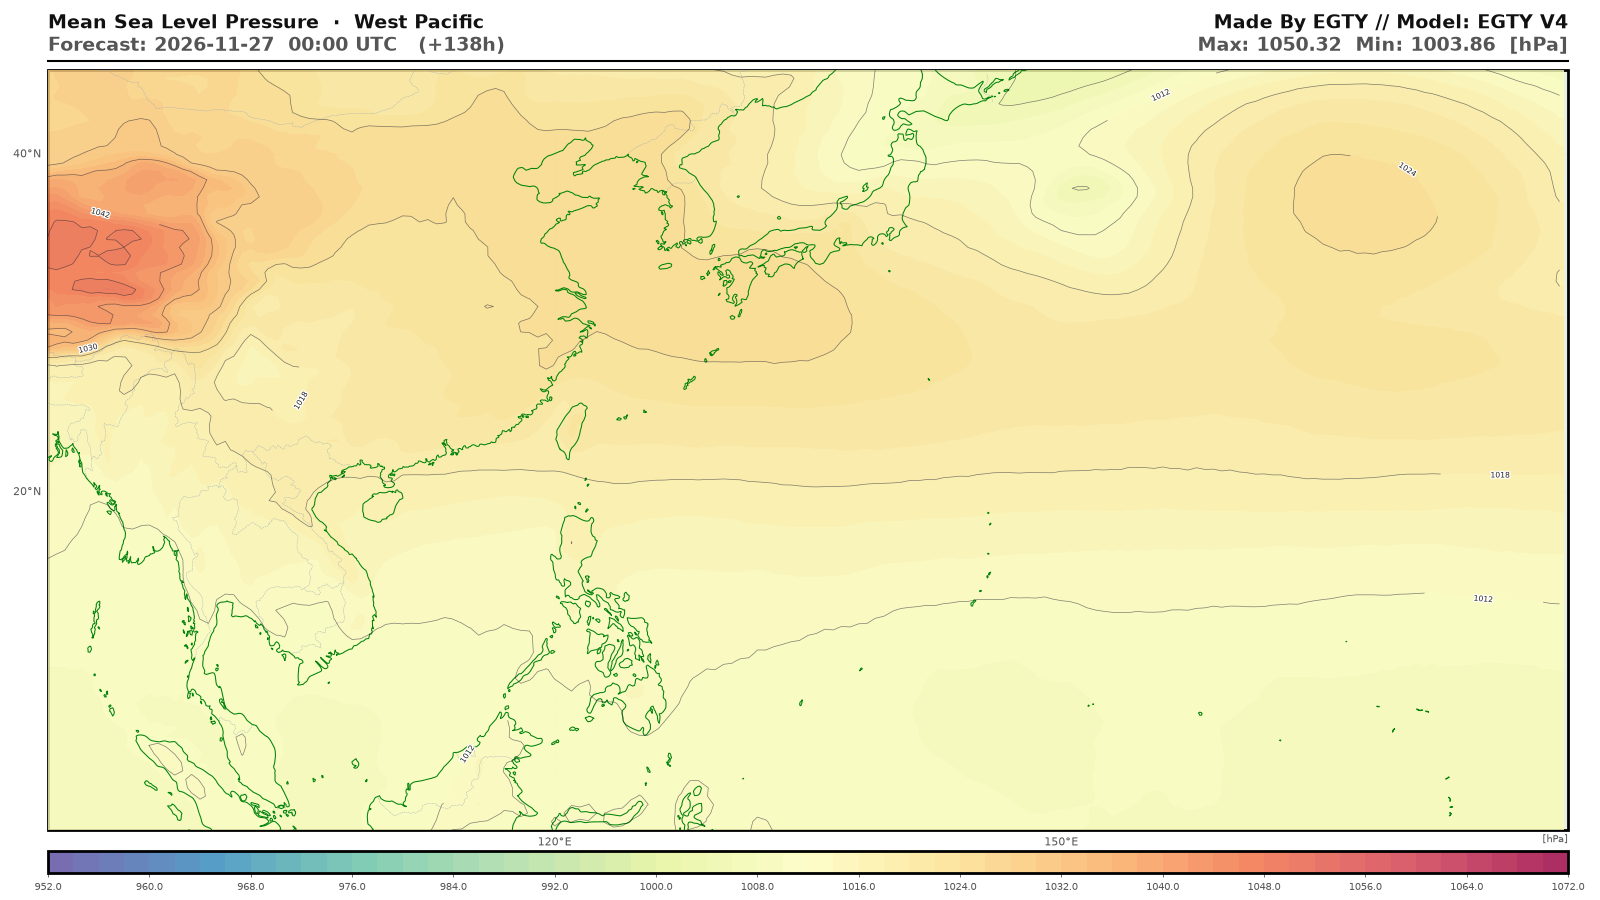 Mean Sea Level Pressure · West Pacific
Made By EGTY // Model: EGTY V4
Forecast: 2026-11-27 00:00 UTC (+138h)
Max: 1050.32 Min: 1003.86 [hPa]
1012
40°N
1024
1042
1030
1018
1018
20°N
1012
1012
120°E
150°E
[hPa]
952.0 960.0 968.0 976.0 984.0 992.0 1000.0 1008.0 1016.0 1024.0 1032.0 1040.0 1048.0 1056.0 1064.0 1072.0